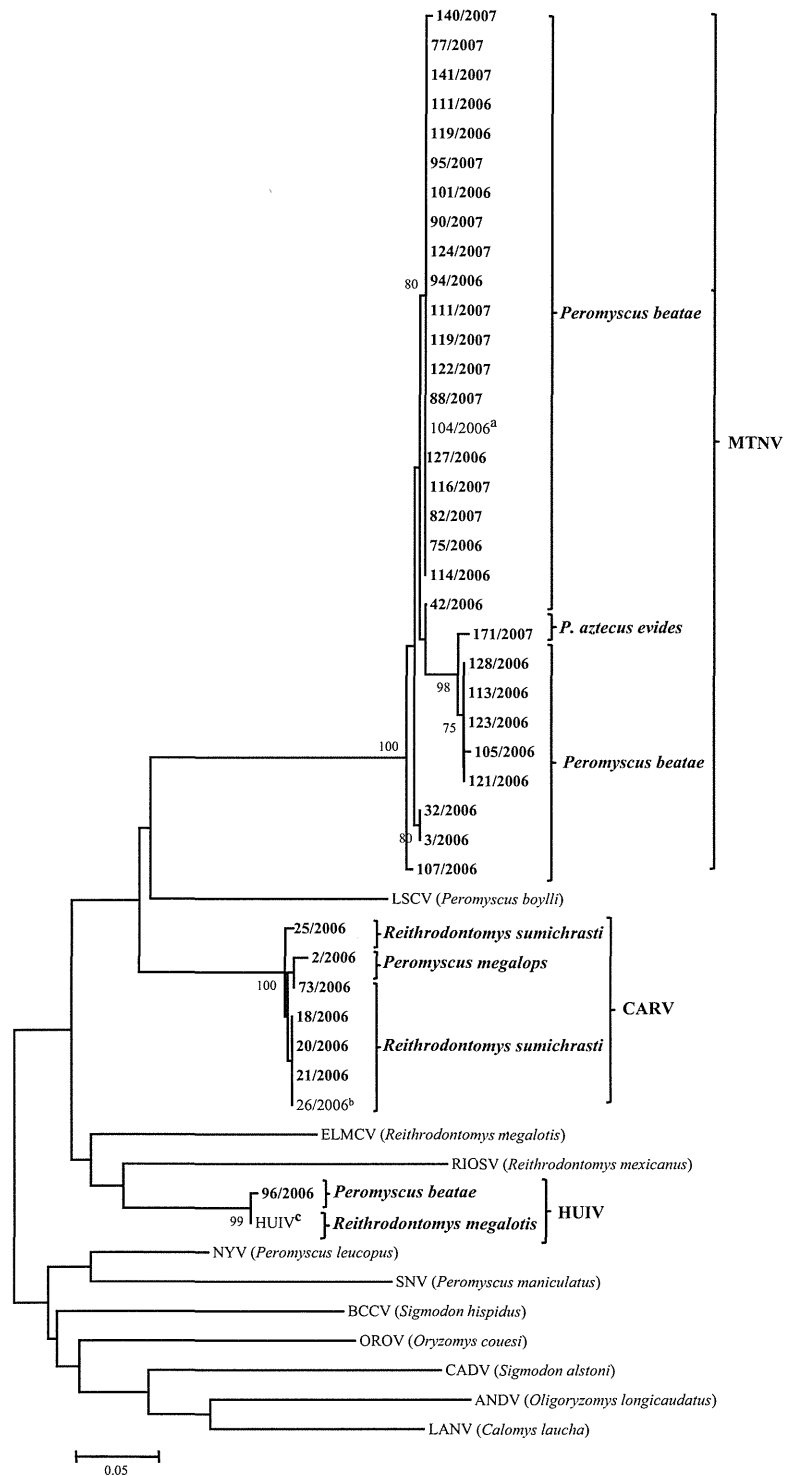 140/2007
77/2007
141/2007
111/2006
119/2006
95/2007
101/2006
90/2007
124/2007
80
94/2006
111/2007
Peromyscus beatae
119/2007
122/2007
88/2007
104/2006a
MTNV
127/2006
116/2007
82/2007
75/2006
114/2006
42/2006
171/2007
P. aztecus evides
128/2006
98
113/2006
75
123/2006
100
105/2006
Peromyscus beatae
121/2006
32/2006
80
3/2006
107/2006
LSCV (Peromyscus boylli)
25/2006
Reithrodontomys sumichrasti
2/2006
Peromyscus megalops
100
73/2006
CARV
18/2006
20/2006
Reithrodontomys sumichrasti
21/2006
26/2006b
ELMCV (Reithrodontomys megalotis)
RIOSV (Reithrodontomys mexicanus)
96/2006
Peromyscus beatae
HUIV
99
HUIVc
Reithrodontomys megalotis
NYV (Peromyscus leucopus)
SNV (Peromyscus maniculatus)
BCCV (Sigmodon hispidus)
OROV (Oryzomys couesi)
CADV (Sigmodon alstoni)
ANDV (Oligoryzomys longicaudatus)
LANV (Calomys laucha)
0.05